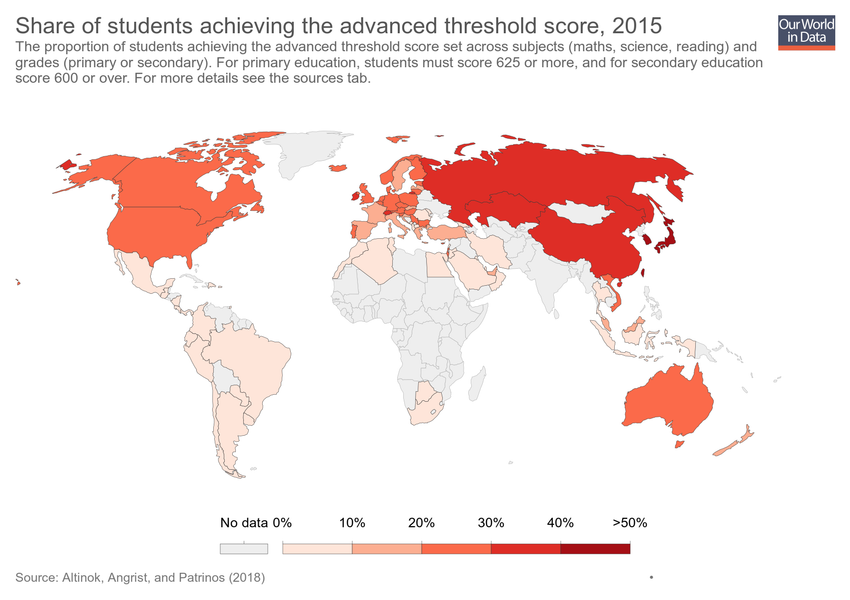 Share of students achieving the advanced threshold score, 2015
Our World
in Data
The proportion of students achieving the advanced threshold score set across subjects (maths, science, reading) and
grades (primary or secondary). For primary education, students must score 625 or more, and for secondary education
score 600 or over. For more details see the sources tab.
No data 0% 10% 20% 30% 40% >50%
Source: Altinok, Angrist, and Patrinos (2018)